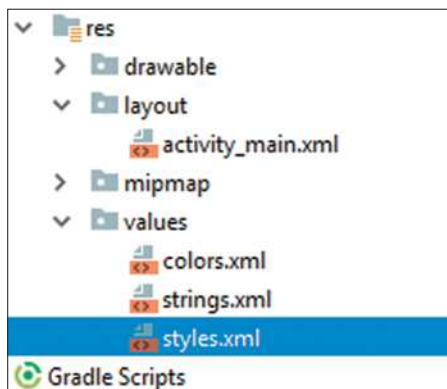 res
drawable
layout
activity_main.xml
mipmap
values
colors.xml
strings.xml
styles.xml
Gradle Scripts